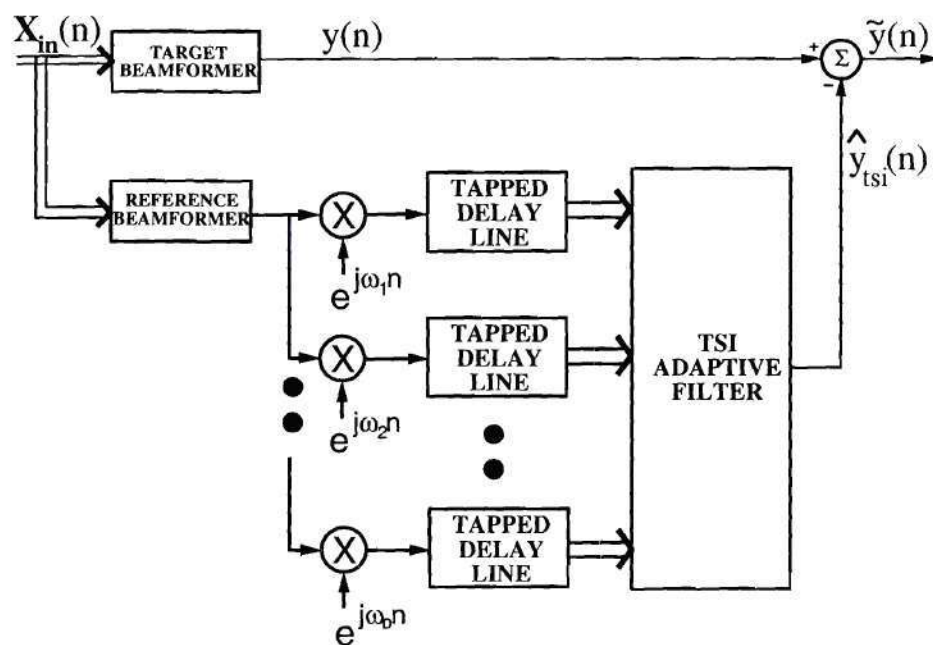 X_in(n)
TARGET
BEAMFORMER
y(n)
+
Σ
ỹ(n)
−
ŷ_tsi(n)
REFERENCE
BEAMFORMER
X
TAPPED
DELAY
LINE
e^jω₁n
X
TAPPED
DELAY
LINE
e^jω₂n
TSI
ADAPTIVE
FILTER
X
TAPPED
DELAY
LINE
e^jω_Dn